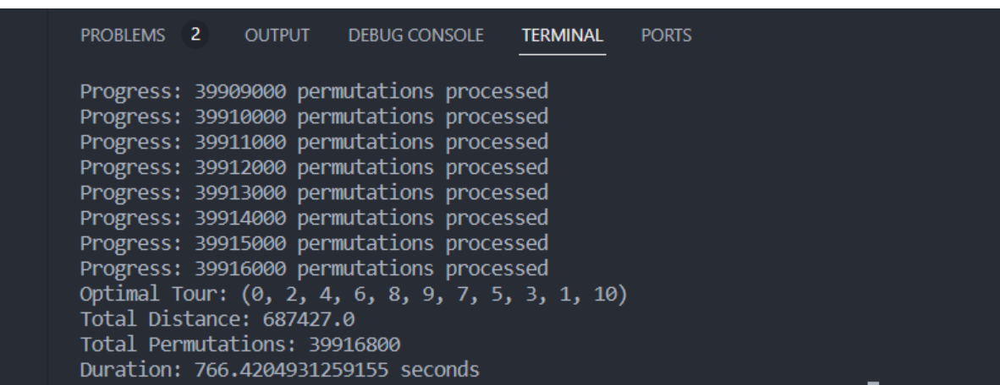 PROBLEMS 2 OUTPUT DEBUG CONSOLE TERMINAL PORTS
Progress: 39909000 permutations processed
Progress: 39910000 permutations processed
Progress: 39911000 permutations processed
Progress: 39912000 permutations processed
Progress: 39913000 permutations processed
Progress: 39914000 permutations processed
Progress: 39915000 permutations processed
Progress: 39916000 permutations processed
Optimal Tour: (0, 2, 4, 6, 8, 9, 7, 5, 3, 1, 10)
Total Distance: 687427.0
Total Permutations: 39916800
Duration: 766.4204931259155 seconds